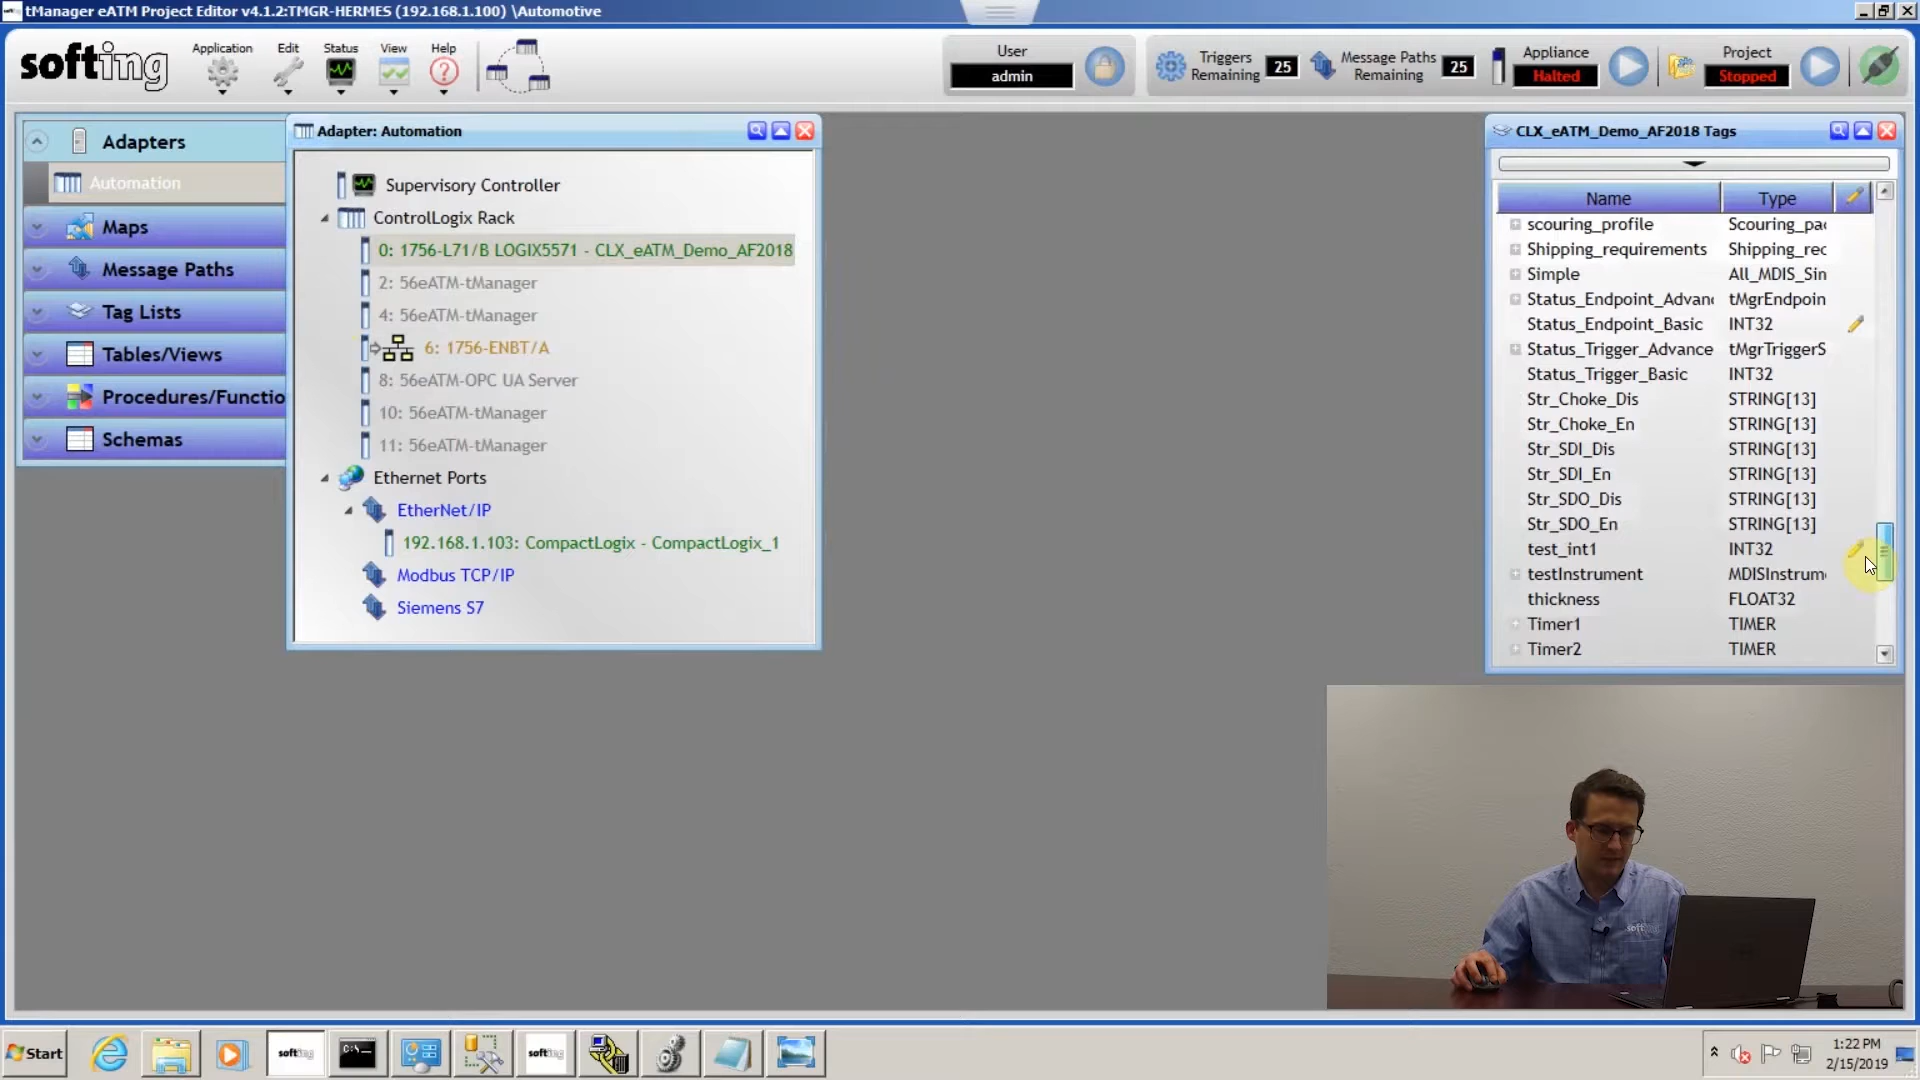 tManager eATM Project Editor v4.1.2:TMGR-HERMES (192.168.1.100) \Automotive
softing
Application
Edit
Status
View
Help
User
admin
Triggers
Remaining
25
Message Paths
Remaining
25
Appliance
Halted
Project
Stopped
Adapters
Automation
Maps
Message Paths
Tag Lists
Tables/Views
Procedures/Functio
Schemas
Adapter: Automation
Supervisory Controller
ControlLogix Rack
0: 1756-L71/B LOGIX5571 - CLX_eATM_Demo_AF2018
2: 56eATM-tManager
4: 56eATM-tManager
6: 1756-ENBT/A
8: 56eATM-OPC UA Server
10: 56eATM-tManager
11: 56eATM-tManager
Ethernet Ports
EtherNet/IP
192.168.1.103: CompactLogix - CompactLogix_1
Modbus TCP/IP
Siemens S7
CLX_eATM_Demo_AF2018 Tags
Name Type
scouring_profile Scouring_pac
Shipping_requirements Shipping_rec
Simple All_MDIS_Sin
Status_Endpoint_Advanc tMgrEndpoin
Status_Endpoint_Basic INT32
Status_Trigger_Advance tMgrTriggerS
Status_Trigger_Basic INT32
Str_Choke_Dis STRING[13]
Str_Choke_En STRING[13]
Str_SDI_Dis STRING[13]
Str_SDI_En STRING[13]
Str_SDO_Dis STRING[13]
Str_SDO_En STRING[13]
test_int1 INT32
testInstrument MDISInstrum
thickness FLOAT32
Timer1 TIMER
Timer2 TIMER
softing
Start
softing
C:\
softing
1:22 PM
2/15/2019